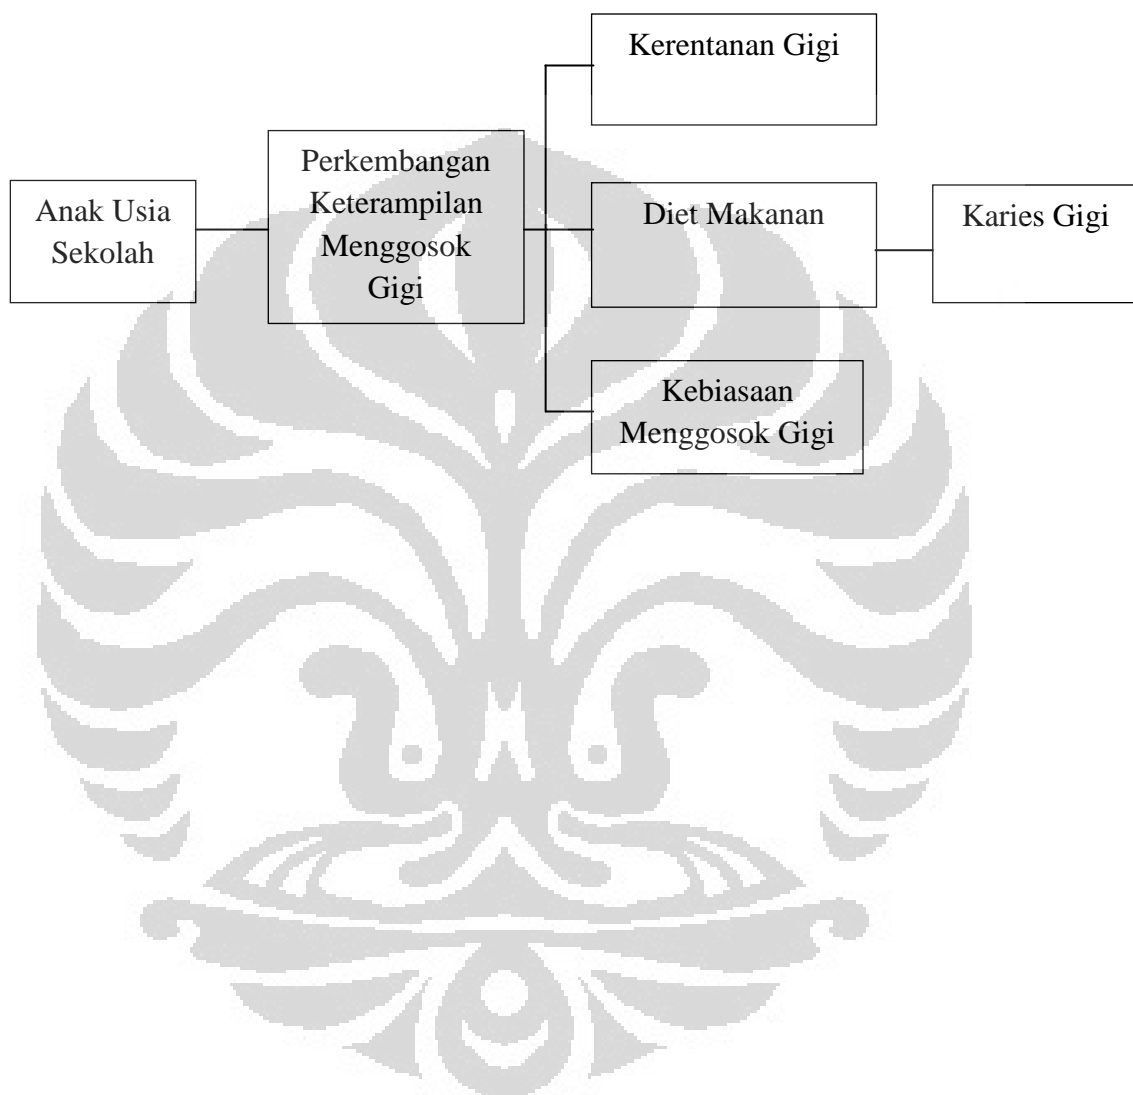 Kerentanan Gigi
Perkembangan
Keterampilan
Menggosok
Gigi
Anak Usia
Sekolah
Diet Makanan
Karies Gigi
Kebiasaan
Menggosok Gigi